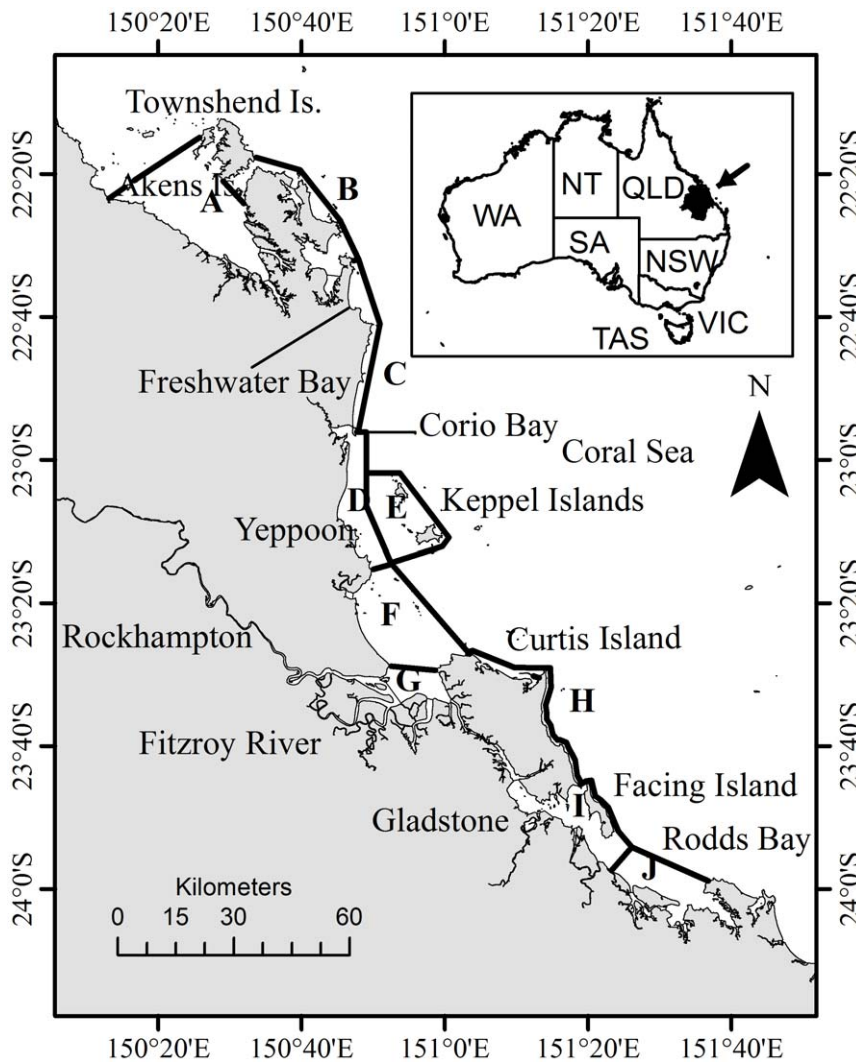 150°20'E 150°40'E 151°0'E 151°20'E 151°40'E
Townshend Is.
22°20'S
22°20'S
Akens Is.
A
B
WA
NT
QLD
SA
NSW
VIC
TAS
22°40'S
22°40'S
Freshwater Bay
C
N
Corio Bay
Coral Sea
23°0'S
23°0'S
D
E
Keppel Islands
Yeppoon
23°20'S
23°20'S
F
Rockhampton
Curtis Island
G
H
Fitzroy River
23°40'S
23°40'S
Facing Island
I
Gladstone
Rodds Bay
J
24°0'S
24°0'S
Kilometers
0 15 30 60
150°20'E 150°40'E 151°0'E 151°20'E 151°40'E